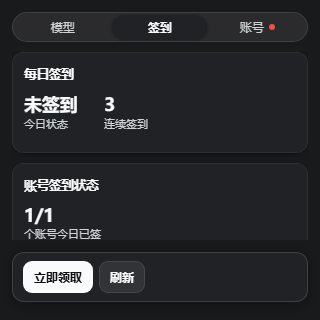 模型 签到 账号
每日签到
未签到 3
今日状态 连续签到
账号签到状态
1/1
个账号今日已签
立即领取 刷新